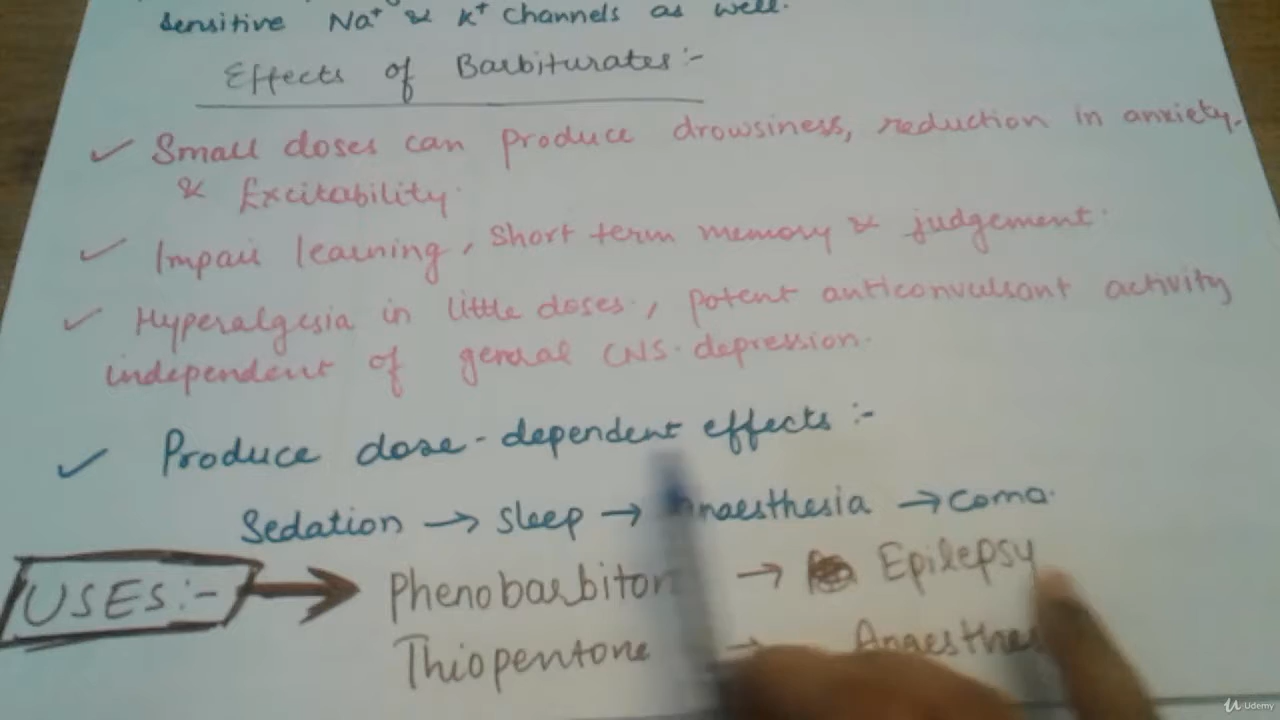 sensitive Na⁺ & K⁺ channels as well.
Effects of Barbiturates:-
✓ Small doses can produce drowsiness, reduction in anxiety.
& Excitability.
✓ Impair learning, short term memory & judgement.
✓ Hyperalgesia in little doses, potent anticonvulsant activity
independent of general CNS depression.
✓ Produce dose-dependent effects:-
Sedation → sleep → Anaesthesia → coma.
USES:- → Phenobarbiton → Epilepsy
Thiopentone →
Udemy